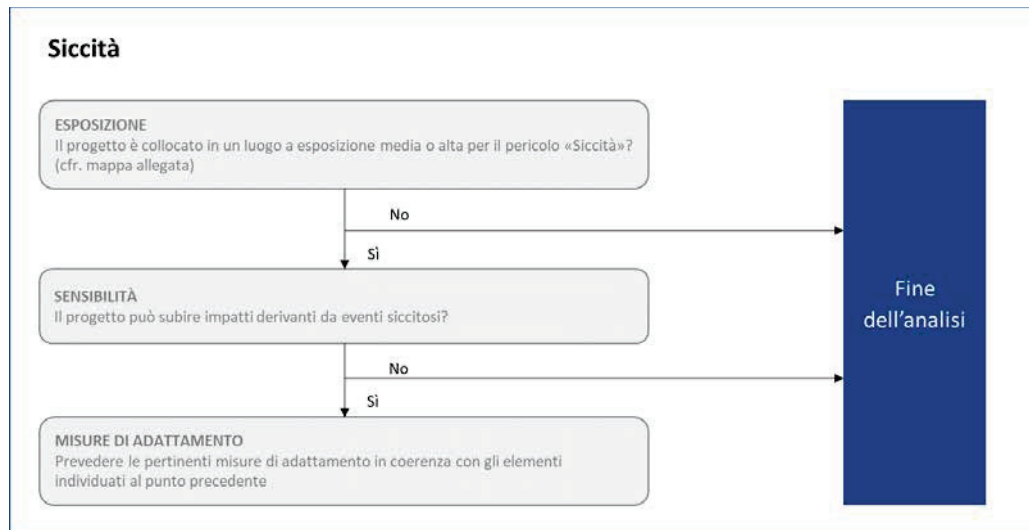 Siccità
ESPOSIZIONE
Il progetto è collocato in un luogo a esposizione media o alta per il pericolo «Siccità»?
(cfr. mappa allegata)
No
Sì
SENSIBILITÀ
Il progetto può subire impatti derivanti da eventi siccitosi?
No
Sì
MISURE DI ADATTAMENTO
Prevedere le pertinenti misure di adattamento in coerenza con gli elementi
individuati al punto precedente
Fine
dell'analisi